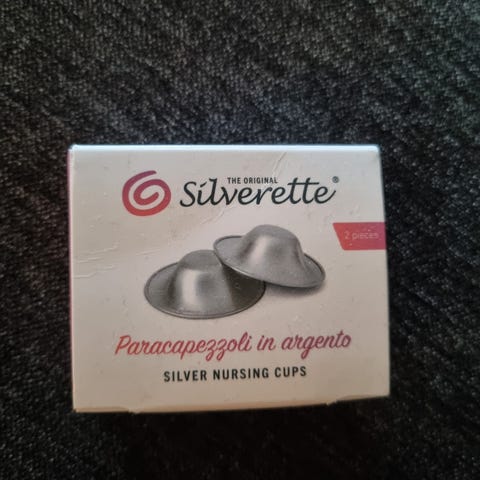 THE ORIGINAL
Silverette®
2 pieces
Paracapezzoli in argento
SILVER NURSING CUPS